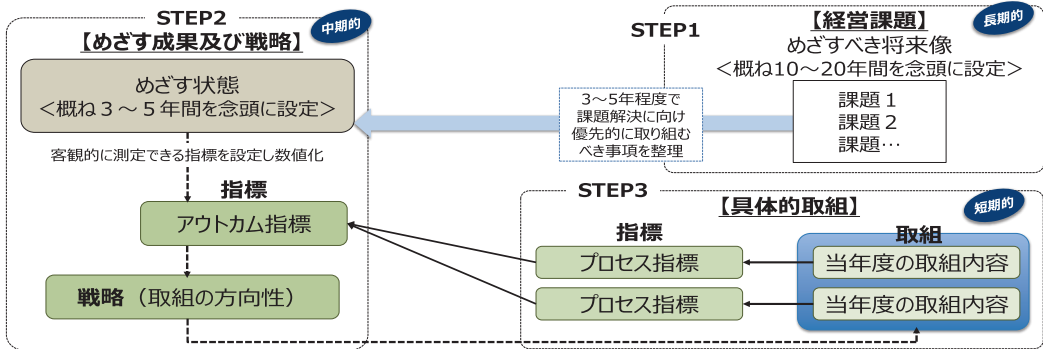 STEP1
【経営課題】
長期的
めざすべき将来像
<概ね10～20年間を念頭に設定>
課題１
課題２
課題…
3～5年程度で
課題解決に向け
優先的に取り組む
べき事項を整理
STEP2
中期的
【めざす成果及び戦略】
めざす状態
<概ね３～５年間を念頭に設定>
客観的に測定できる指標を設定し数値化
指標
アウトカム指標
戦略（取組の方向性）
STEP3
【具体的取組】
短期的
指標
取組
プロセス指標
当年度の取組内容
プロセス指標
当年度の取組内容